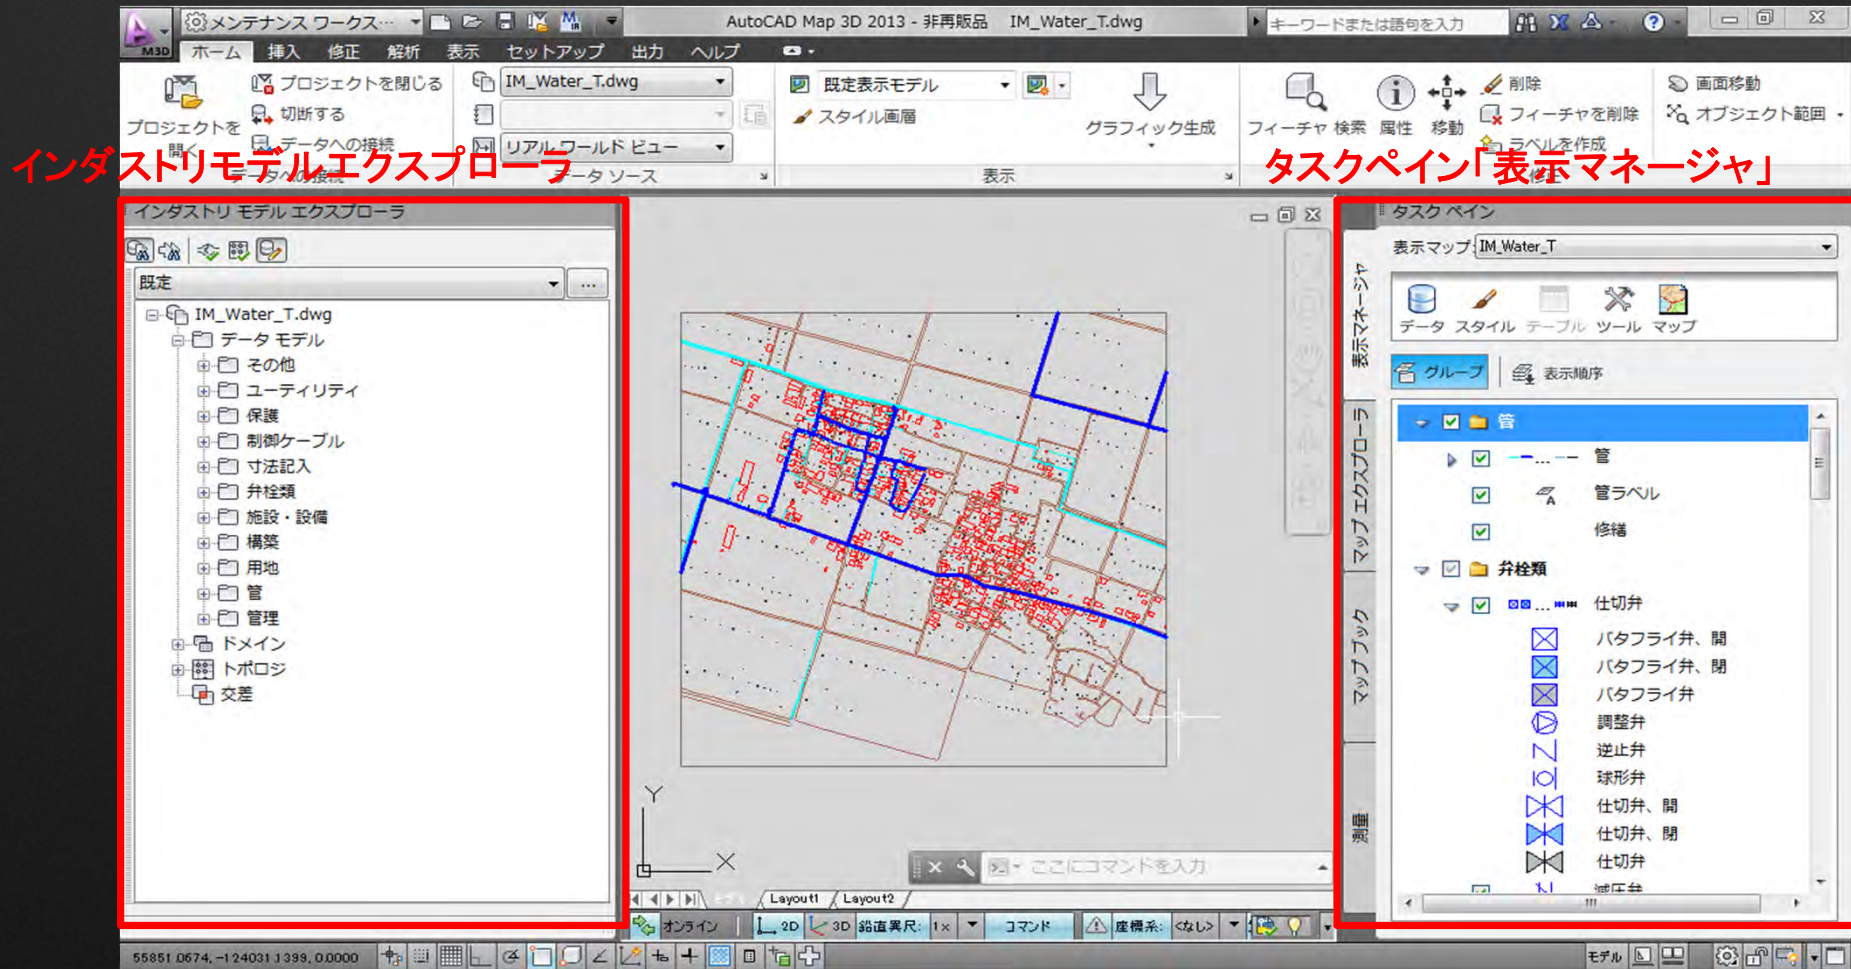 メンテナンス ワークス…
AutoCAD Map 3D 2013 - 非再販品 IM_Water_T.dwg
キーワードまたは語句を入力
M3D
ホーム 挿入 修正 解析 表示 セットアップ 出力 ヘルプ
プロジェクトを開く
プロジェクトを閉じる
切断する
データへの接続
データへの接続
IM_Water_T.dwg
リアル ワールド ビュー
データ ソース
既定表示モデル
スタイル画層
グラフィック生成
表示
フィーチャ 検索
属性
移動
削除
フィーチャを削除
ラベルを作成
修正
画面移動
オブジェクト範囲
インダストリモデルエクスプローラ
タスクペイン「表示マネージャ」
インダストリ モデル エクスプローラ
既定
...
IM_Water_T.dwg
データ モデル
その他
ユーティリティ
保護
制御ケーブル
寸法記入
弁栓類
施設・設備
構築
用地
管
管理
ドメイン
トポロジ
交差
Y
X
ここにコマンドを入力
Layout1
Layout2
オンライン
2D
3D
鉛直異尺: 1x
コマンド
座標系: <なし>
タスク ペイン
表示マップ: IM_Water_T
データ スタイル テーブル ツール マップ
グループ
表示順序
表示マネージャ
マップ エクスプローラ
マップ ブック
測量
管
管
管ラベル
修繕
弁栓類
仕切弁
バタフライ弁、開
バタフライ弁、閉
バタフライ弁
調整弁
逆止弁
球形弁
仕切弁、開
仕切弁、閉
仕切弁
減圧弁
55851.0674, -124031.1399, 0.0000
モデル